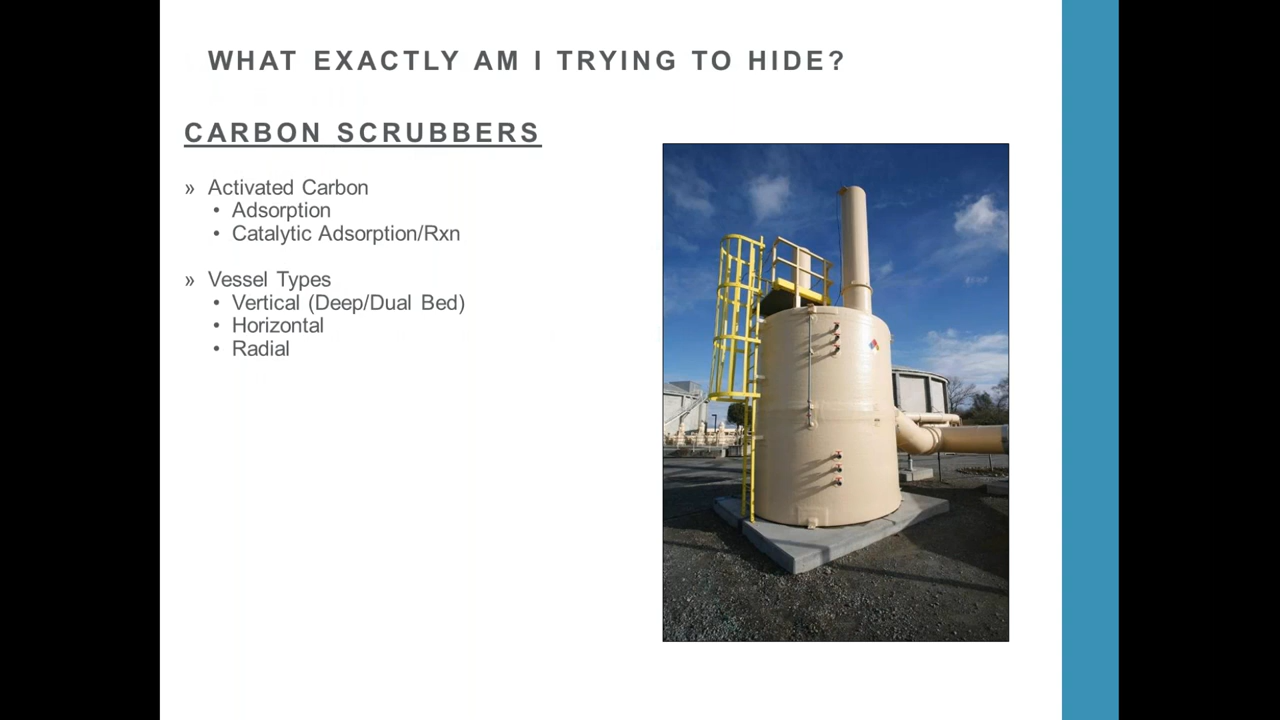 WHAT EXACTLY AM I TRYING TO HIDE?
CARBON SCRUBBERS
» Activated Carbon
• Adsorption
• Catalytic Adsorption/Rxn
» Vessel Types
• Vertical (Deep/Dual Bed)
• Horizontal
• Radial